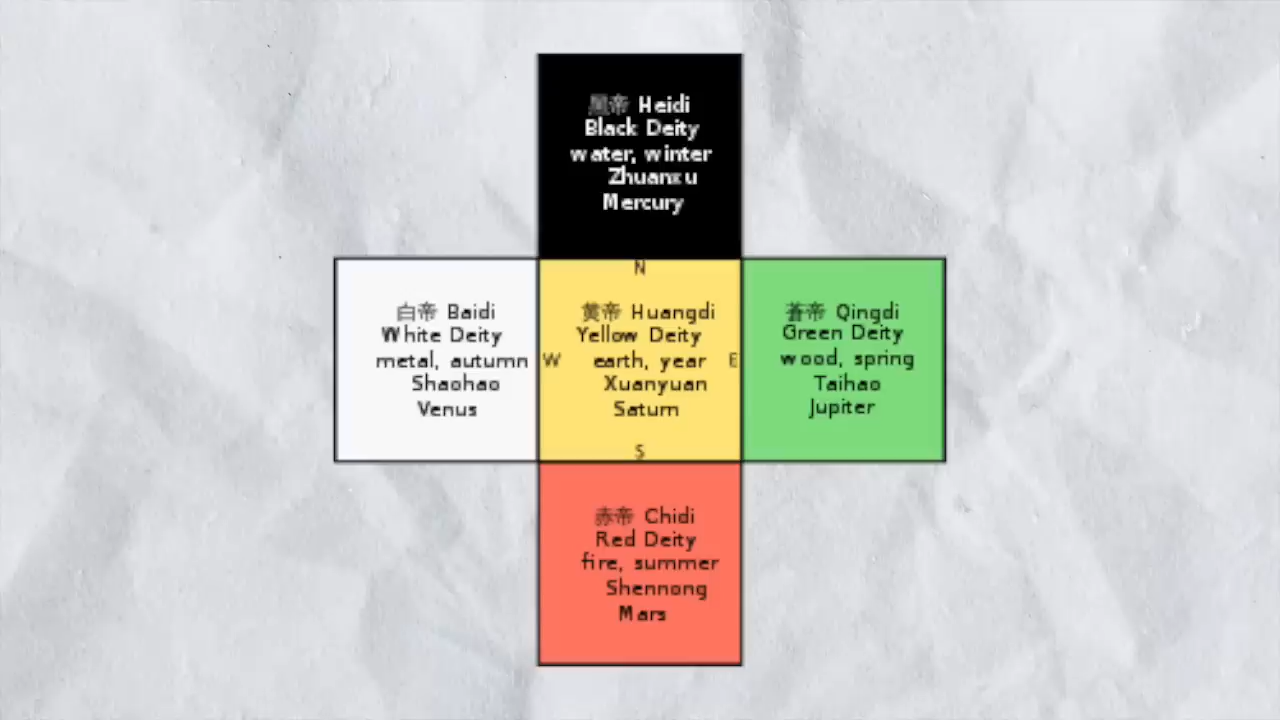 黑帝 Heidi
Black Deity
water, winter
Zhuanxu
Mercury
N
白帝 Baidi
White Deity
metal, autumn
Shaohao
Venus
W
黄帝 Huangdi
Yellow Deity
earth, year
Xuanyuan
Saturn
E
蒼帝 Qingdi
Green Deity
wood, spring
Taihao
Jupiter
S
赤帝 Chidi
Red Deity
fire, summer
Shennong
Mars